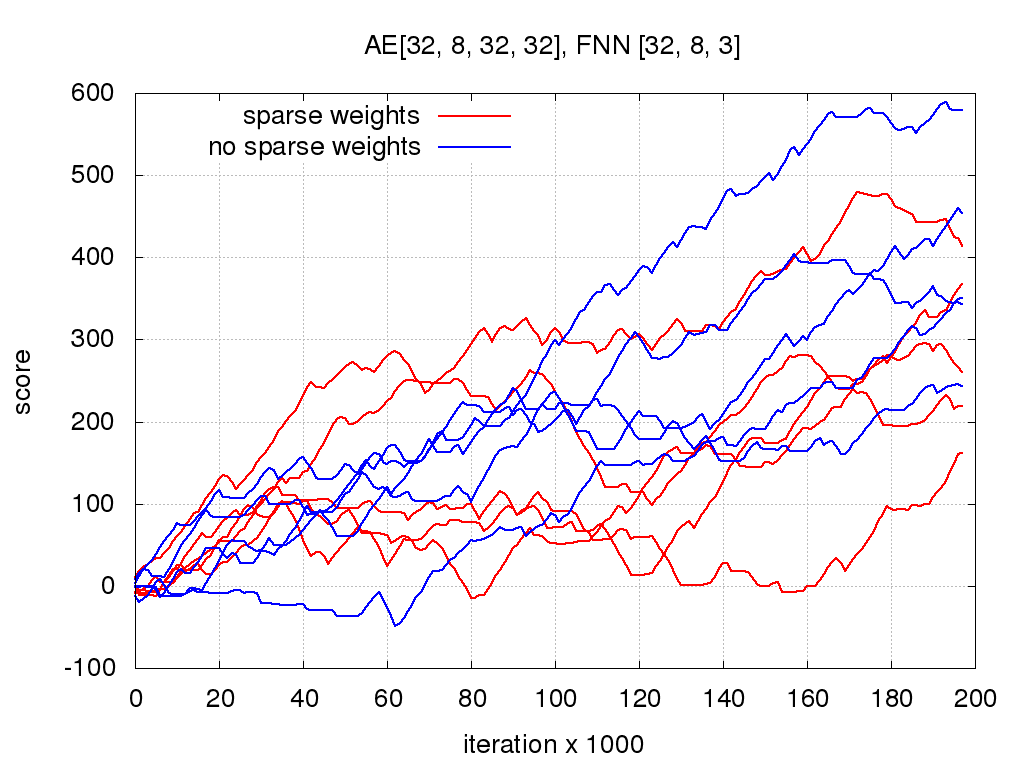 AE[32, 8, 32, 32], FNN [32, 8, 3]
600
sparse weights
no sparse weights
500
400
300
score
200
100
0
-100
0 20 40 60 80 100 120 140 160 180 200
iteration x 1000